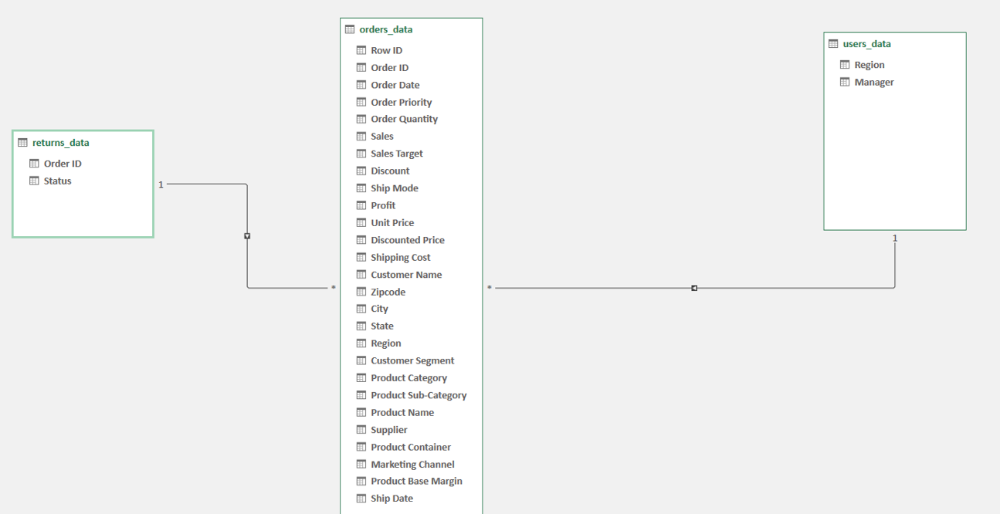 returns_data
Order ID
Status
1
*
orders_data
Row ID
Order ID
Order Date
Order Priority
Order Quantity
Sales
Sales Target
Discount
Ship Mode
Profit
Unit Price
Discounted Price
Shipping Cost
Customer Name
Zipcode
City
State
Region
Customer Segment
Product Category
Product Sub-Category
Product Name
Supplier
Product Container
Marketing Channel
Product Base Margin
Ship Date
*
users_data
Region
Manager
1